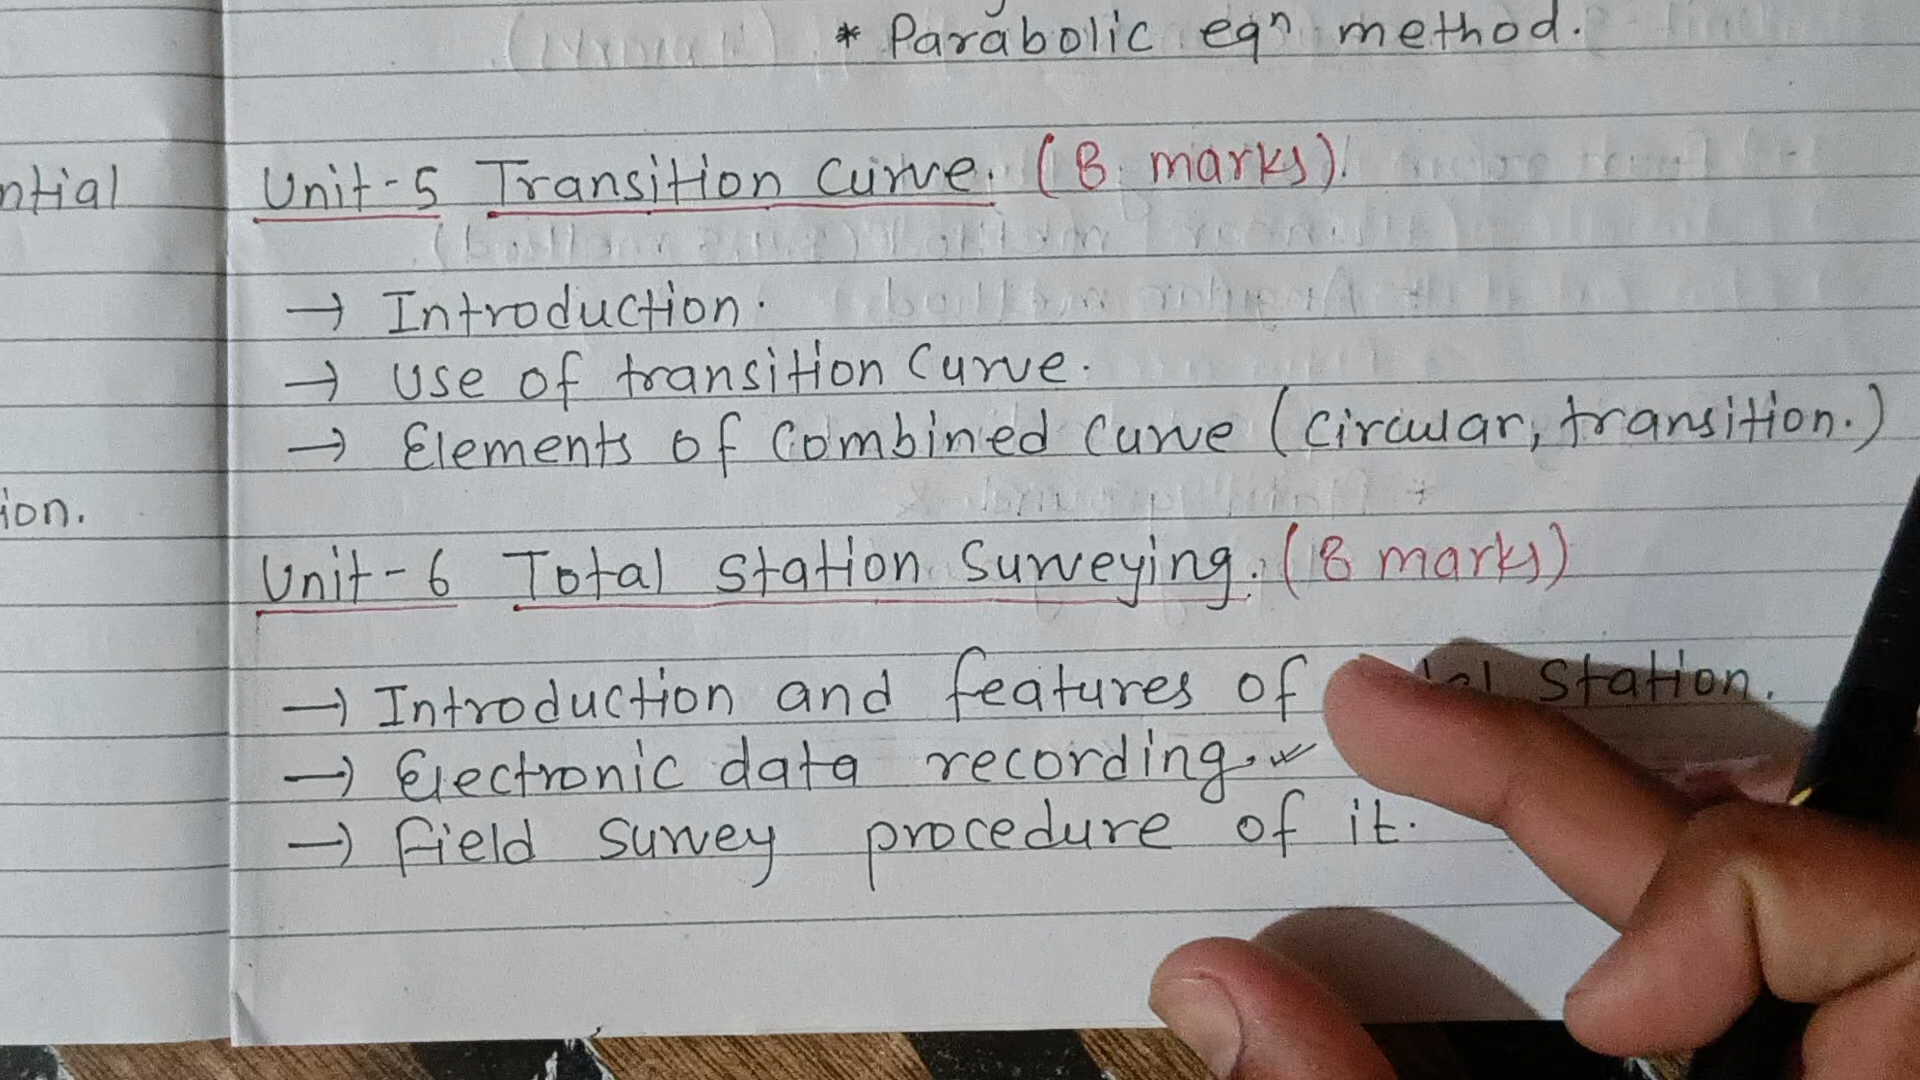 * Parabolic eqn method.
ntial
Unit-5 Transition Curve. (8 marks).
→ Introduction.
→ Use of transition Curve.
→ Elements of Combined Curve (Circular, transition.)
ion.
Unit-6 Total Station Surveying. (8 marks)
→ Introduction and features of Station.
→ Electronic data recording.
→ Field Survey procedure of it.